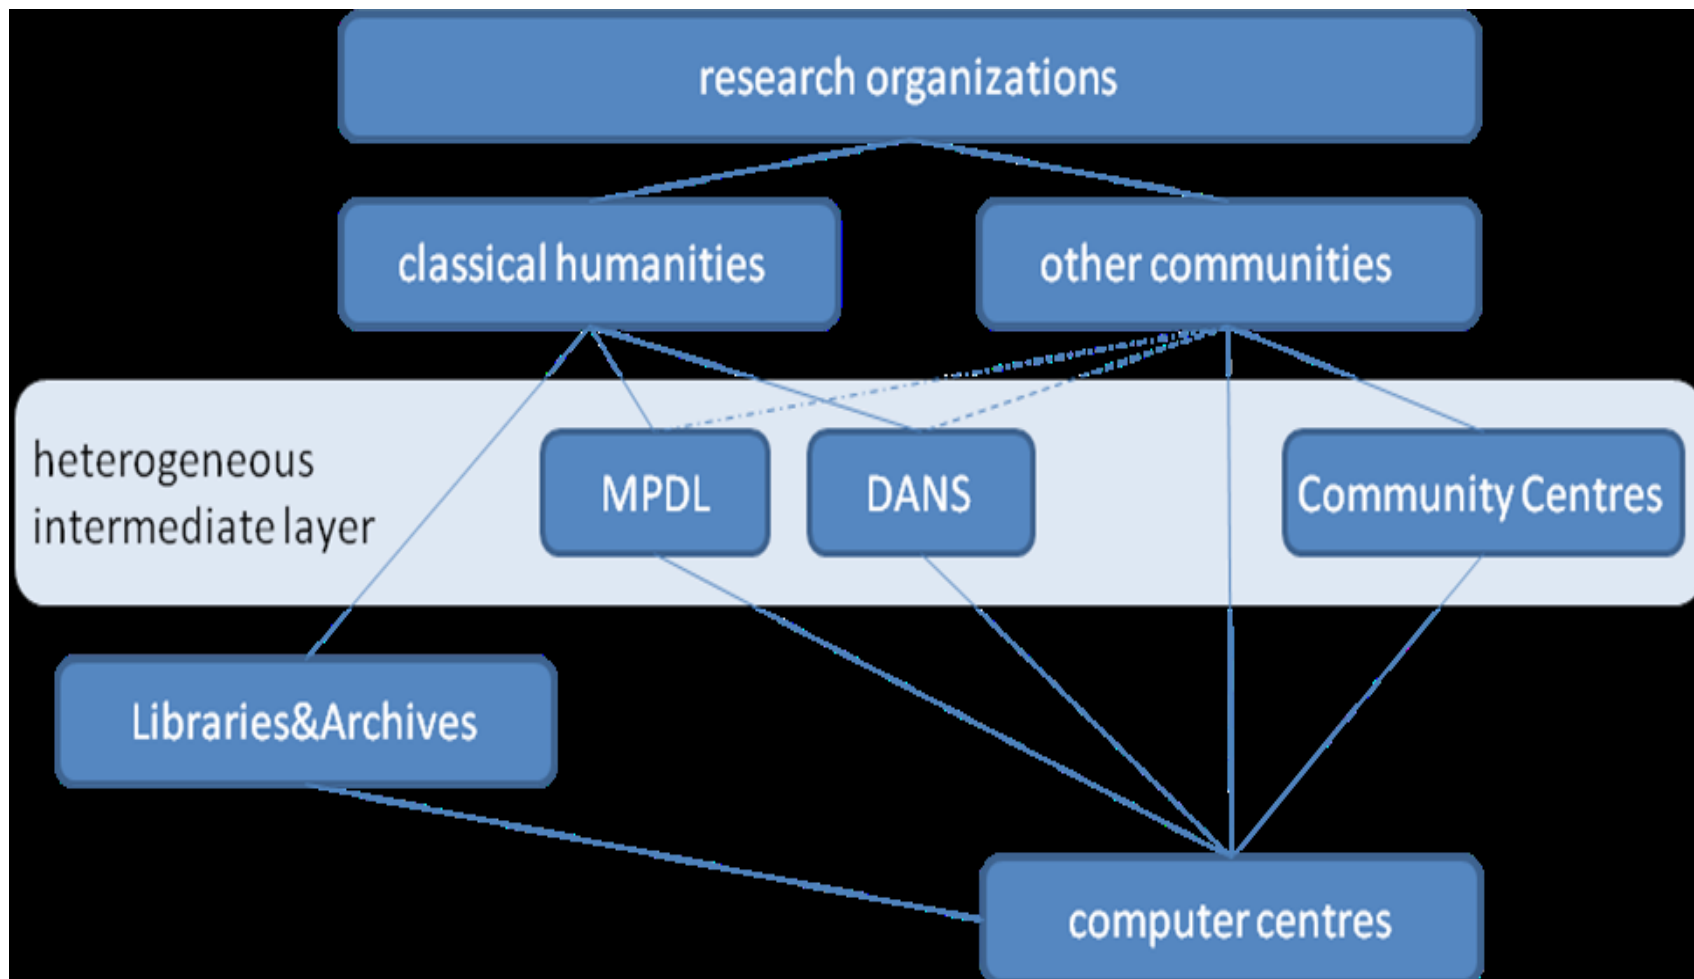 research organizations
classical humanities
other communities
heterogeneous
intermediate layer
MPDL
DANS
Community Centres
Libraries&Archives
computer centres